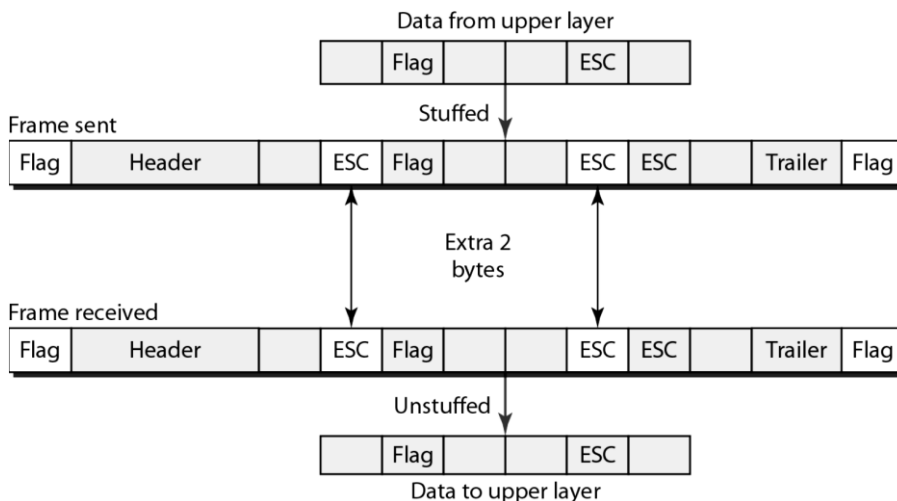 Data from upper layer
Flag ESC
Stuffed
Frame sent
Flag Header ESC Flag ESC ESC Trailer Flag
Extra 2
bytes
Frame received
Flag Header ESC Flag ESC ESC Trailer Flag
Unstuffed
Flag ESC
Data to upper layer